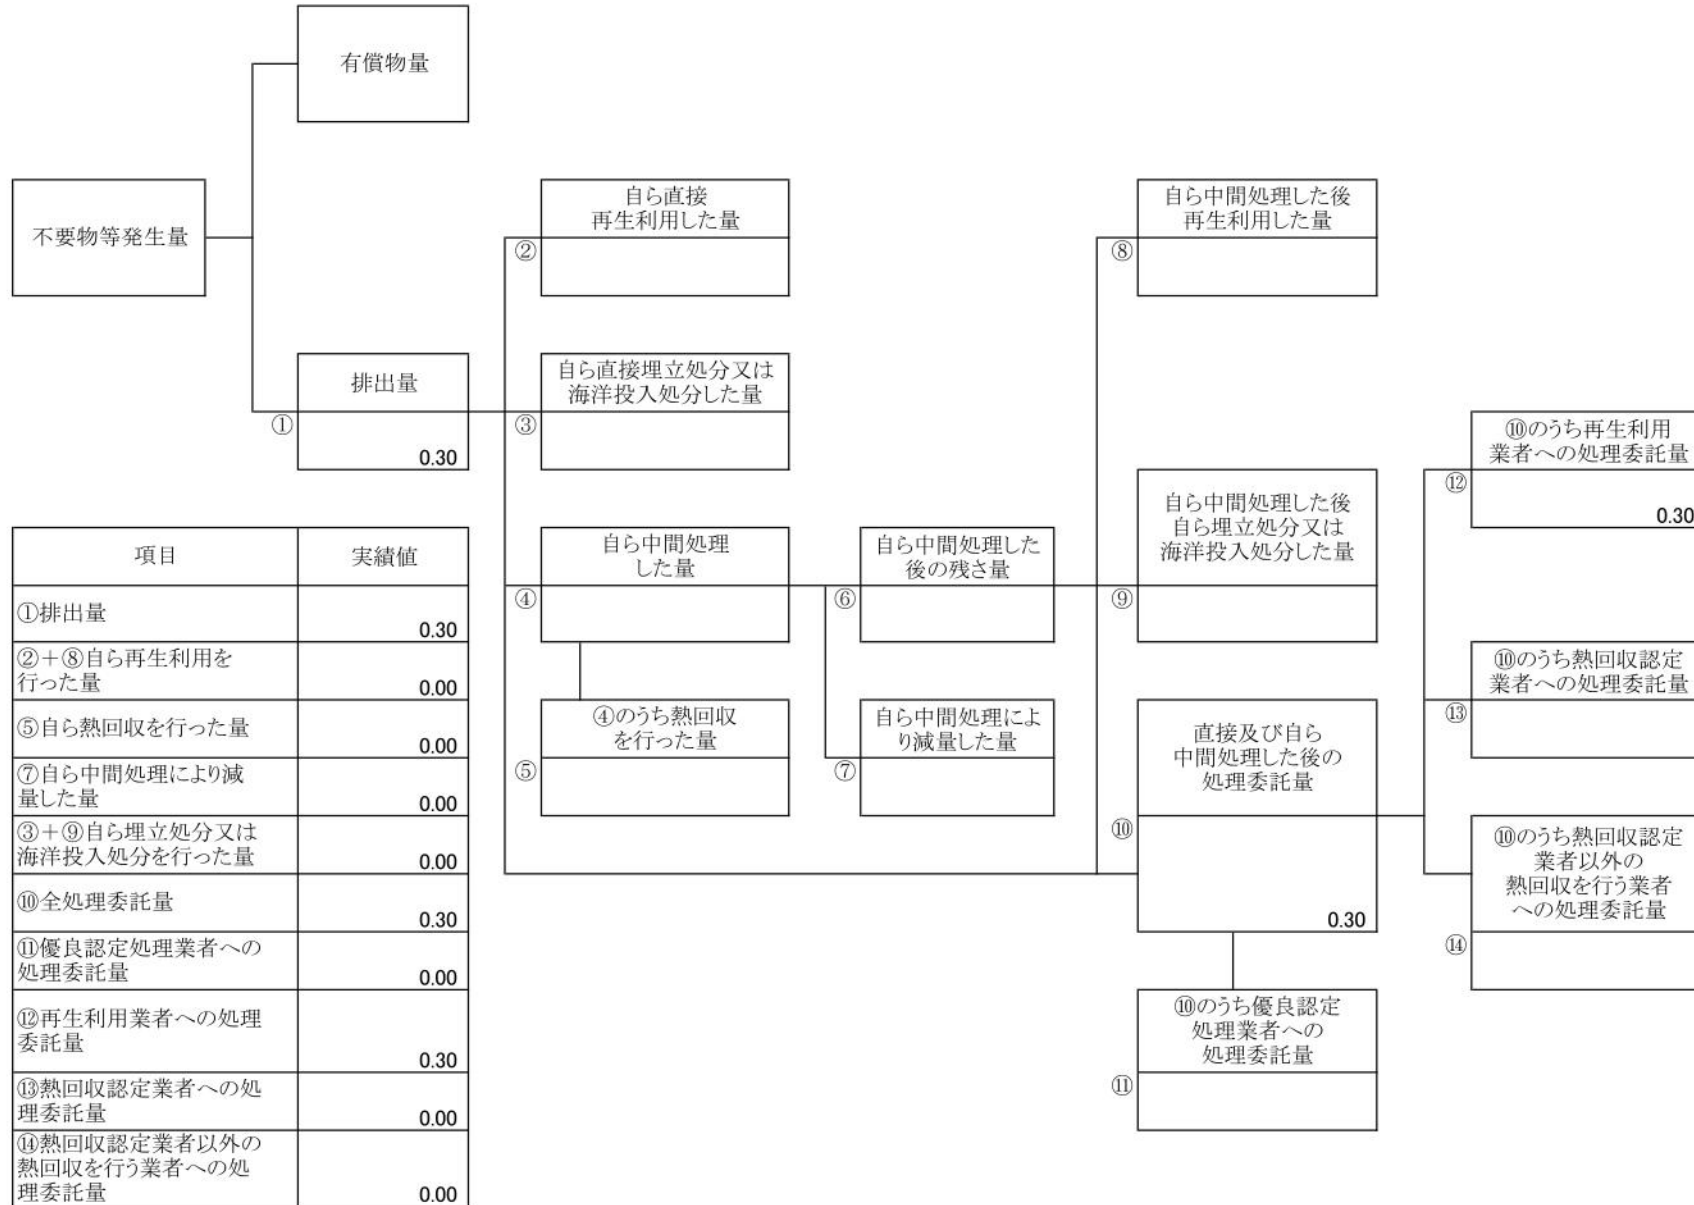 有償物量
不要物等発生量
自ら直接
再生利用した量
②
自ら中間処理した後
再生利用した量
⑧
排出量
①
0.30
自ら直接埋立処分又は
海洋投入処分した量
③
⑩のうち再生利用
業者への処理委託量
⑫
0.30
自ら中間処理した後
自ら埋立処分又は
海洋投入処分した量
⑨
自ら中間処理
した量
④
自ら中間処理した
後の残さ量
⑥
④のうち熱回収
を行った量
⑤
自ら中間処理によ
り減量した量
⑦
直接及び自ら
中間処理した後の
処理委託量
⑩
0.30
⑩のうち熱回収認定
業者への処理委託量
⑬
⑩のうち熱回収認定
業者以外の
熱回収を行う業者
への処理委託量
⑭
⑩のうち優良認定
処理業者への
処理委託量
⑪
項目 実績値
①排出量
0.30
②+⑧自ら再生利用を
行った量
0.00
⑤自ら熱回収を行った量
0.00
⑦自ら中間処理により減
量した量
0.00
③+⑨自ら埋立処分又は
海洋投入処分を行った量
0.00
⑩全処理委託量
0.30
⑪優良認定処理業者への
処理委託量
0.00
⑫再生利用業者への処理
委託量
0.30
⑬熱回収認定業者への処
理委託量
0.00
⑭熱回収認定業者以外の
熱回収を行う業者への処
理委託量
0.00